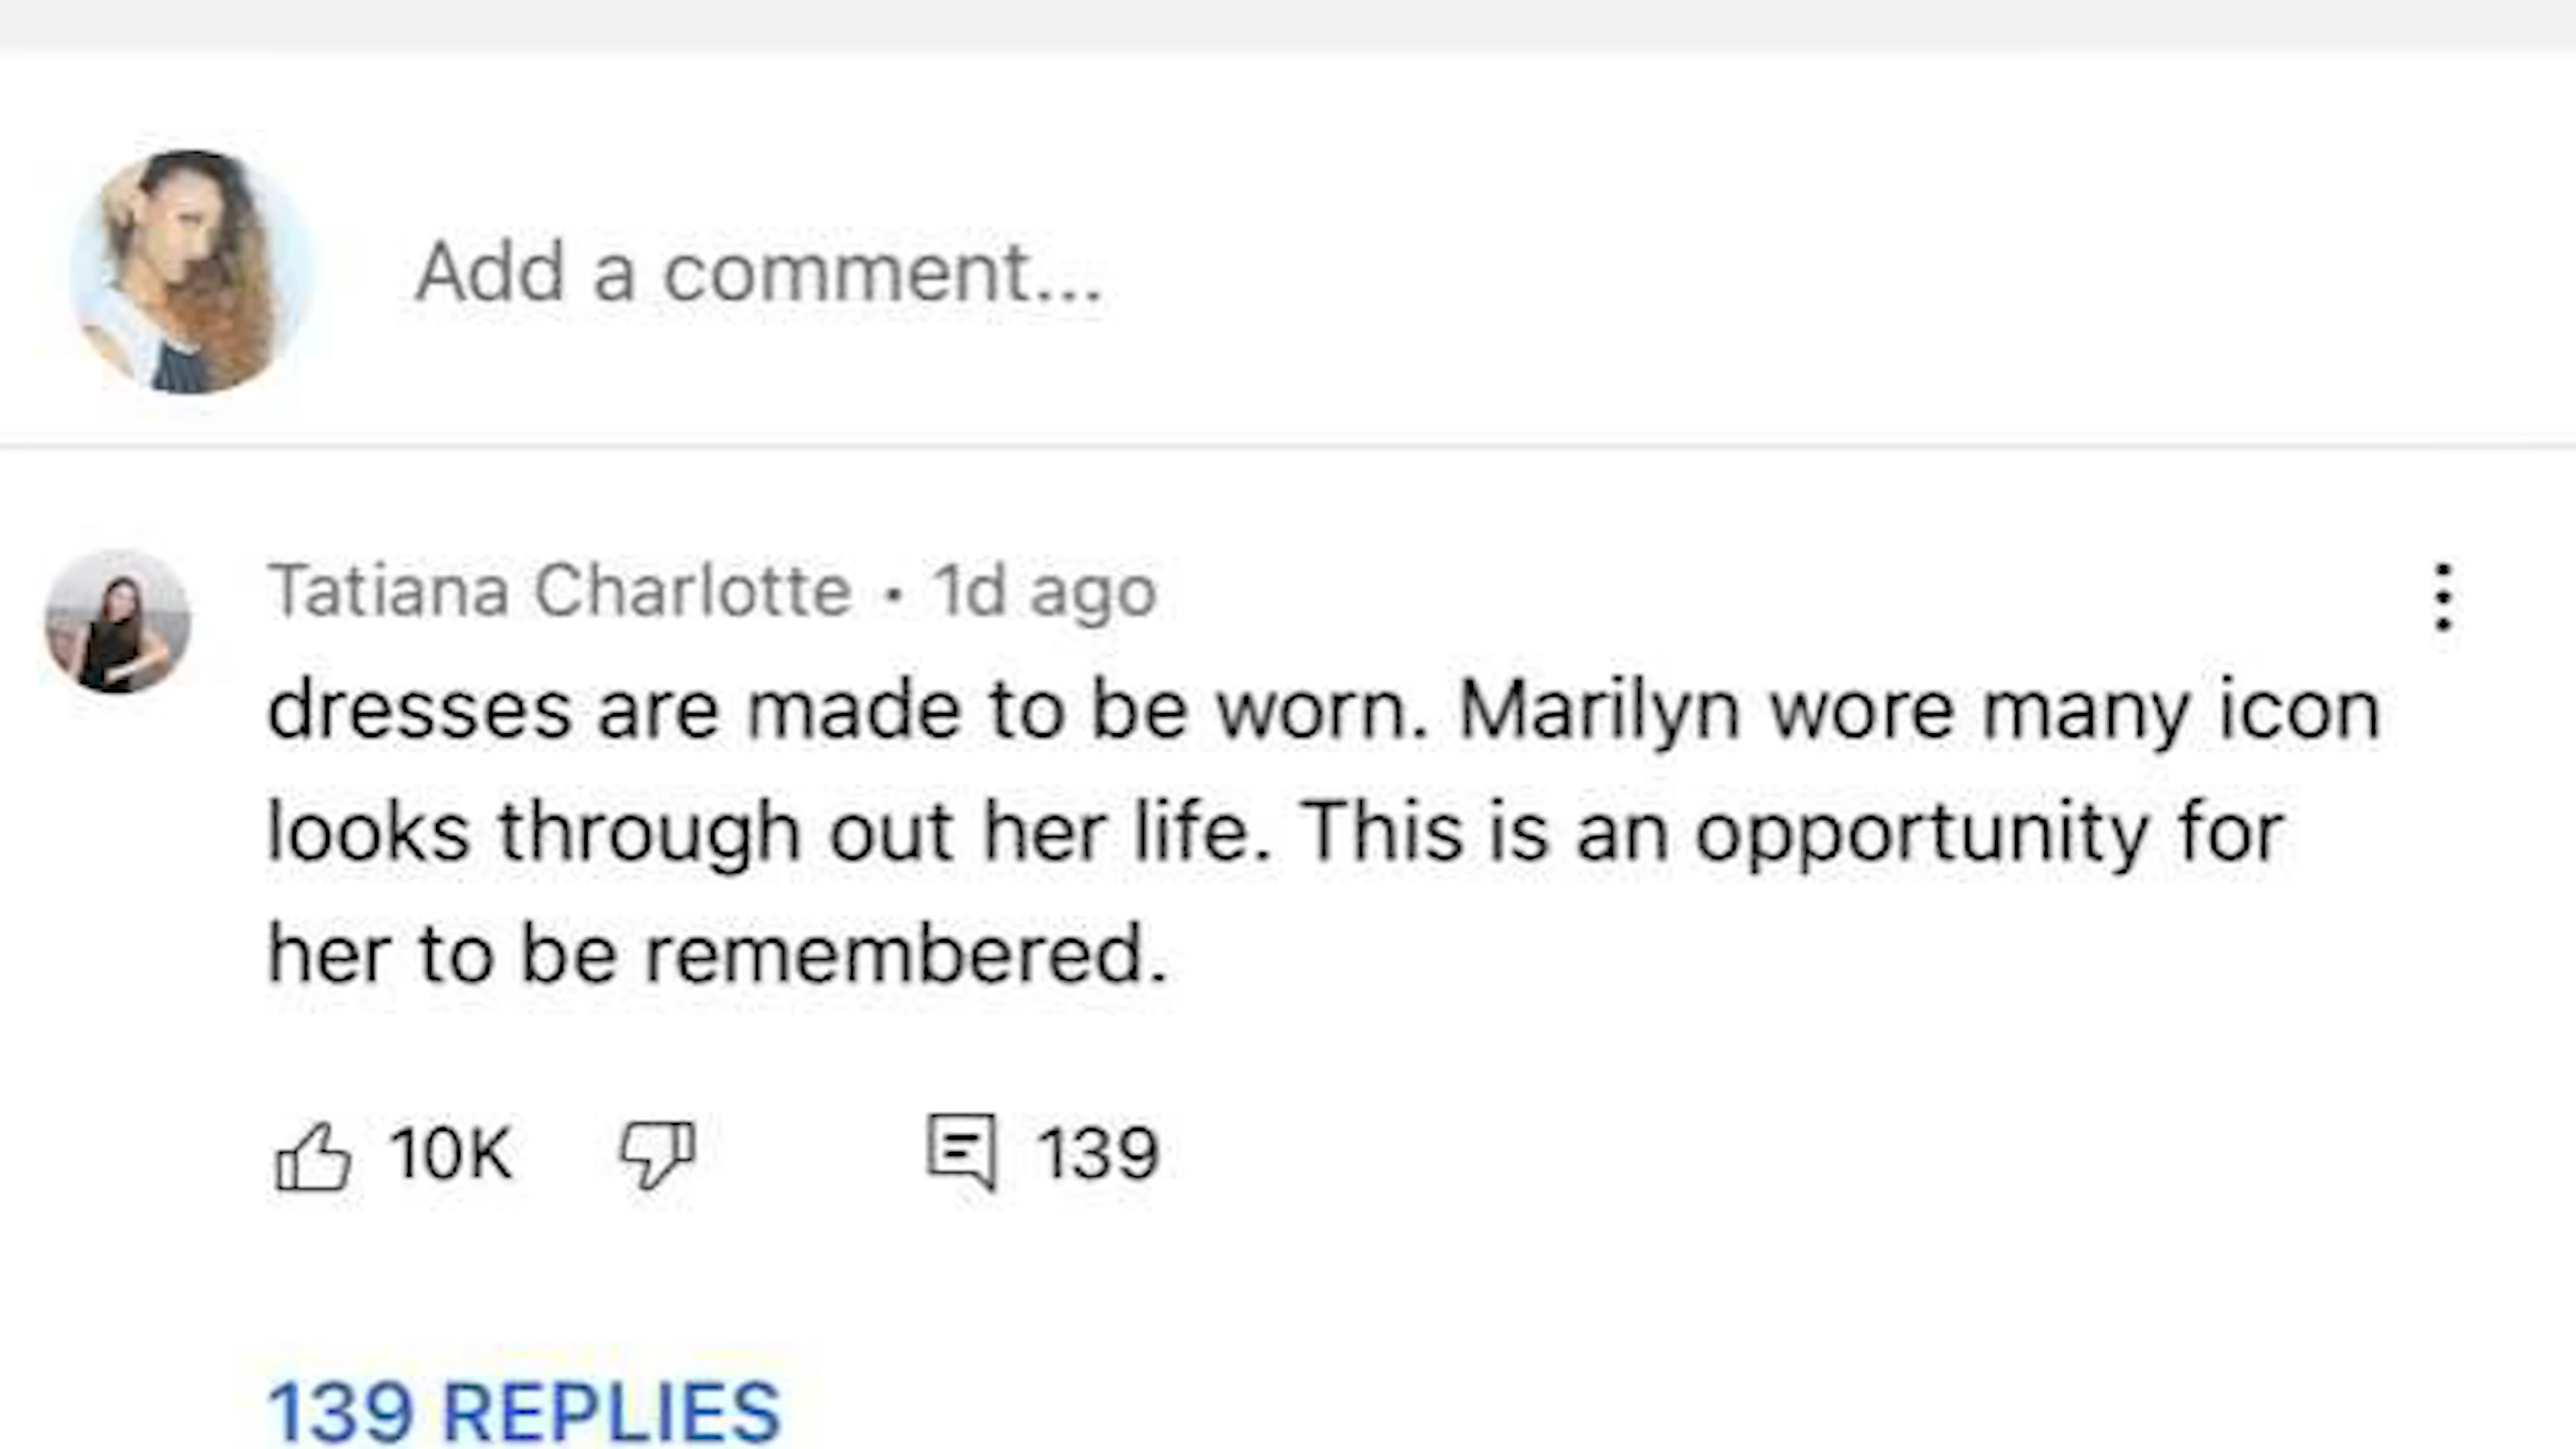 Add a comment...
Tatiana Charlotte • 1d ago
dresses are made to be worn. Marilyn wore many icon
looks through out her life. This is an opportunity for
her to be remembered.
10K 139
139 REPLIES